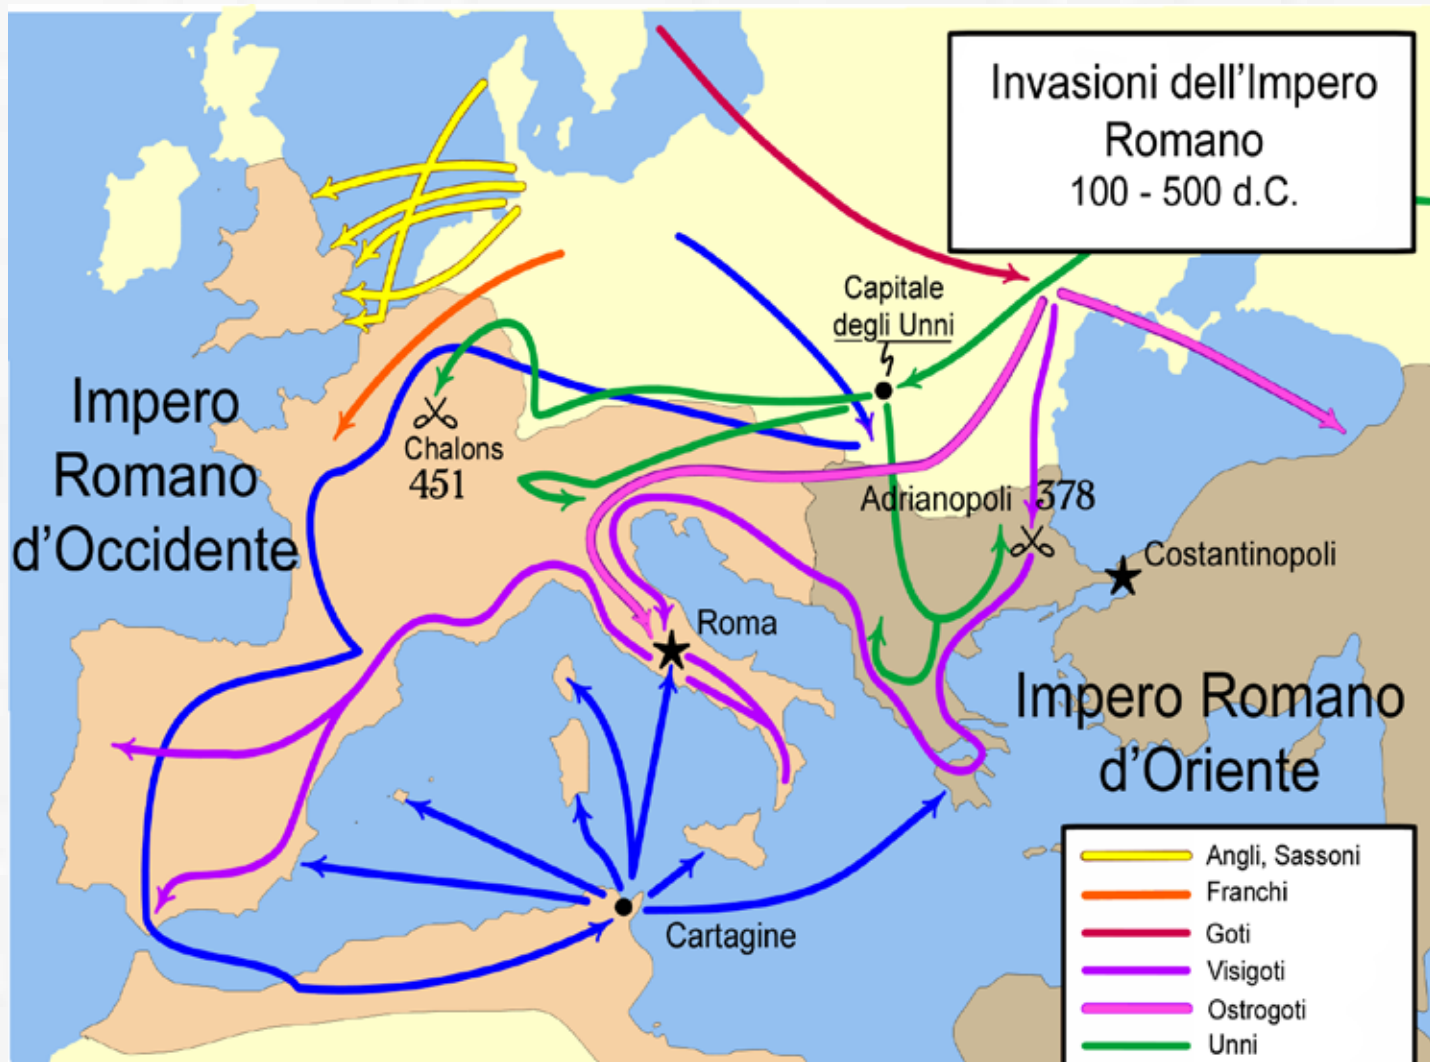 Invasioni dell'Impero
Romano
100 - 500 d.C.
Capitale
degli Unni
Impero
Romano
d'Occidente
Chalons
451
Adrianopoli 378
Costantinopoli
Roma
Impero Romano
d'Oriente
Cartagine
Angli, Sassoni
Franchi
Goti
Visigoti
Ostrogoti
Unni